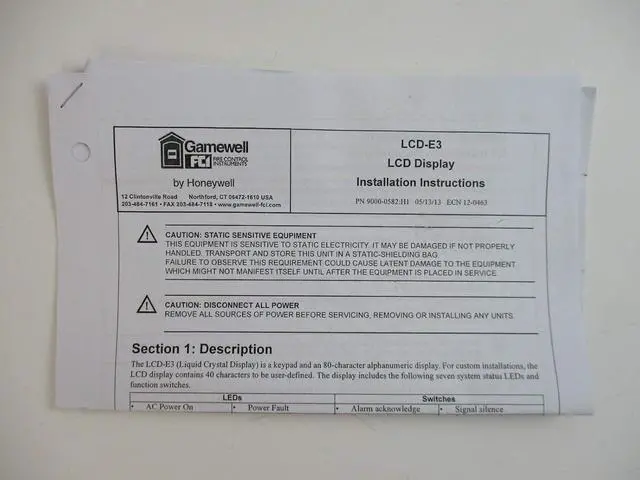 Gamewell
FCI FIRE CONTROL
INSTRUMENTS
by Honeywell
12 Clintonville Road Northford, CT 06472-1610 USA
203-484-7161 • FAX 203-484-7118 • www.gamewell-fci.com
LCD-E3
LCD Display
Installation Instructions
PN 9000-0582:H1 05/13/13 ECN 12-0463
CAUTION: STATIC SENSITIVE EQUIPMENT
THIS EQUIPMENT IS SENSITIVE TO STATIC ELECTRICITY. IT MAY BE DAMAGED IF NOT PROPERLY
HANDLED. TRANSPORT AND STORE THIS UNIT IN A STATIC-SHIELDING BAG.
FAILURE TO OBSERVE THIS REQUIREMENT COULD CAUSE LATENT DAMAGE TO THE EQUIPMENT
WHICH MIGHT NOT MANIFEST ITSELF UNTIL AFTER THE EQUIPMENT IS PLACED IN SERVICE.
CAUTION: DISCONNECT ALL POWER
REMOVE ALL SOURCES OF POWER BEFORE SERVICING, REMOVING OR INSTALLING ANY UNITS.
Section 1: Description
The LCD-E3 (Liquid Crystal Display) is a keypad and an 80-character alphanumeric display. For custom installations, the
LCD display contains 40 characters to be user-defined. The display includes the following seven system status LEDs and
function switches.
LEDs Switches
• AC Power On • Power Fault • Alarm acknowledge • Signal silence